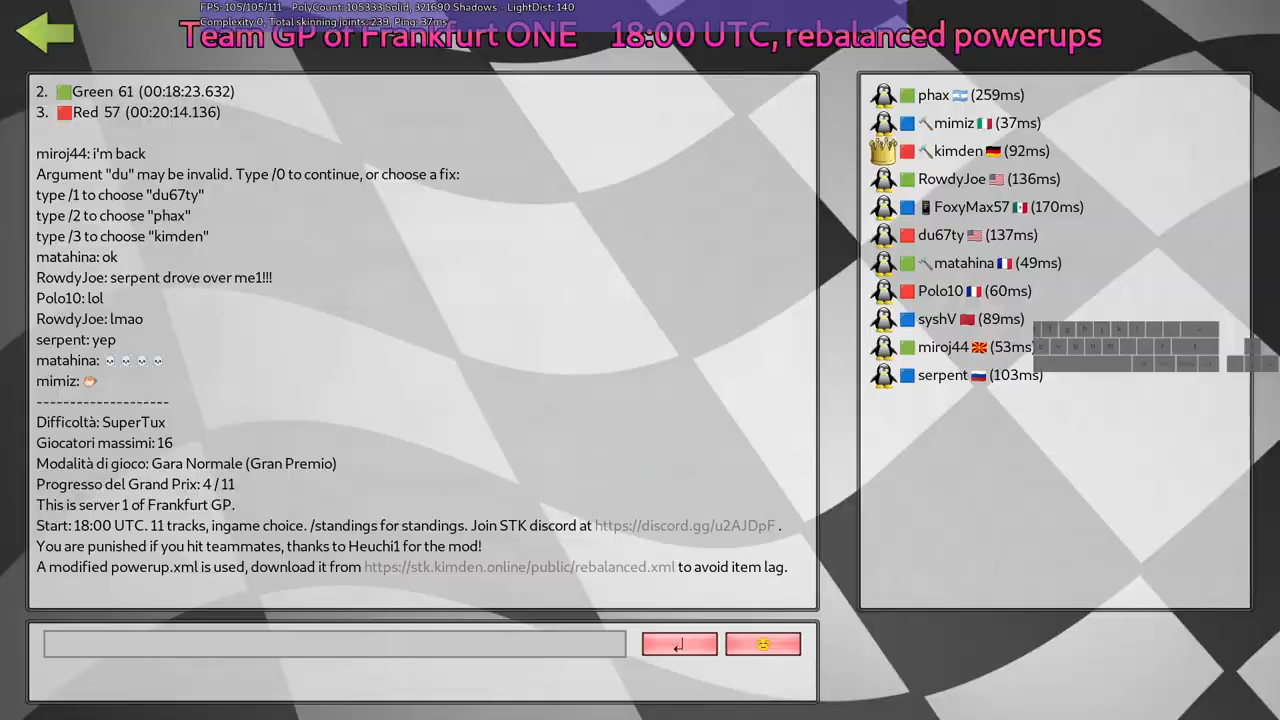 FPS: 105/105/111 - PolyCount: 105333 Solid, 321690 Shadows - LightDist: 140
Complexity 0, Total skinning joints: 239, Ping: 37ms
Team GP of Frankfurt ONE 18:00 UTC, rebalanced powerups
2. 🟩Green 61 (00:18:23.632)
3. 🟥Red 57 (00:20:14.136)
miroj44: i'm back
Argument "du" may be invalid. Type /0 to continue, or choose a fix:
type /1 to choose "du67ty"
type /2 to choose "phax"
type /3 to choose "kimden"
matahina: ok
RowdyJoe: serpent drove over me1!!!
Polo10: lol
RowdyJoe: lmao
serpent: yep
matahina: 💀💀💀💀
mimiz: 🦀
--------------------
Difficoltà: SuperTux
Giocatori massimi: 16
Modalità di gioco: Gara Normale (Gran Premio)
Progresso del Grand Prix: 4 / 11
This is server 1 of Frankfurt GP.
Start: 18:00 UTC. 11 tracks, ingame choice. /standings for standings. Join STK discord at https://discord.gg/u2AJDpF .
You are punished if you hit teammates, thanks to Heuchi1 for the mod!
A modified powerup.xml is used, download it from https://stk.kimden.online/public/rebalanced.xml to avoid item lag.
🟩 phax 🇦🇷 (259ms)
🟦 🔨mimiz 🇮🇹 (37ms)
🟥 🔨kimden 🇩🇪 (92ms)
🟩 RowdyJoe 🇺🇸 (136ms)
🟦 📱FoxyMax57 🇲🇽 (170ms)
🟥 du67ty 🇺🇸 (137ms)
🟩 🔨matahina 🇫🇷 (49ms)
🟥 Polo10 🇫🇷 (60ms)
🟦 syshV 🇲🇦 (89ms)
🟩 miroj44 🇲🇰 (53ms)
🟦 serpent 🇷🇺 (103ms)